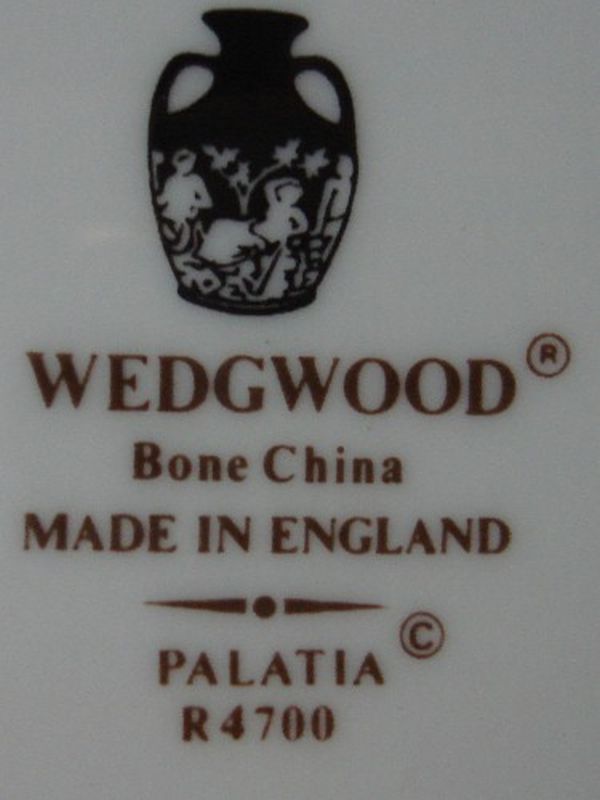 WEDGWOOD®
Bone China
MADE IN ENGLAND
PALATIA ©
R4700